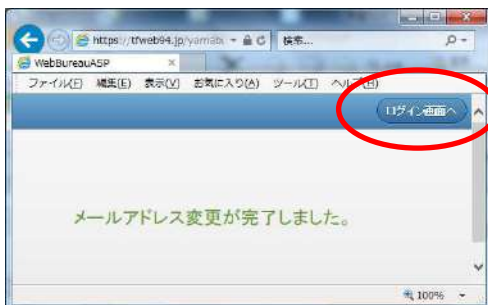 https://tfweb94.jp/yamab
検索...
WebBureauASP
ファイル(F) 編集(E) 表示(V) お気に入り(A) ツール(T) ヘルプ(H)
ログイン画面へ
メールアドレス変更が完了しました。
100%